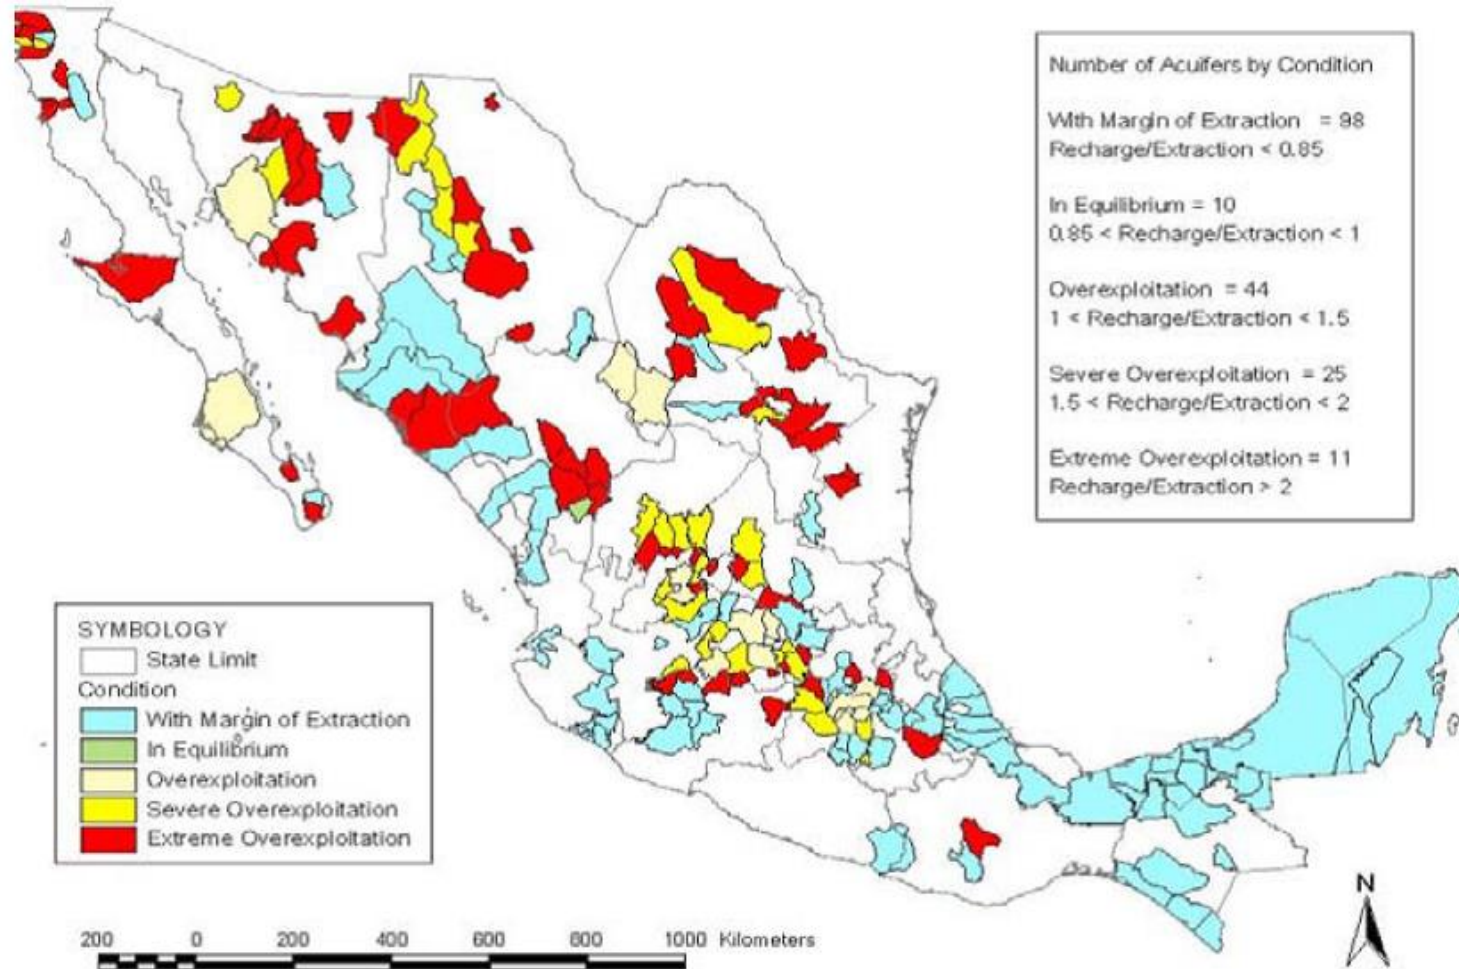 Number of Acuifers by Condition
With Margin of Extraction = 98
Recharge/Extraction < 0.85
In Equilibrium = 10
0.85 < Recharge/Extraction < 1
Overexploitation = 44
1 < Recharge/Extraction < 1.5
Severe Overexploitation = 25
1.5 < Recharge/Extraction < 2
Extreme Overexploitation = 11
Recharge/Extraction > 2
SYMBOLOGY
State Limit
Condition
With Margin of Extraction
In Equilibrium
Overexploitation
Severe Overexploitation
Extreme Overexploitation
N
200 0 200 400 600 800 1000 Kilometers